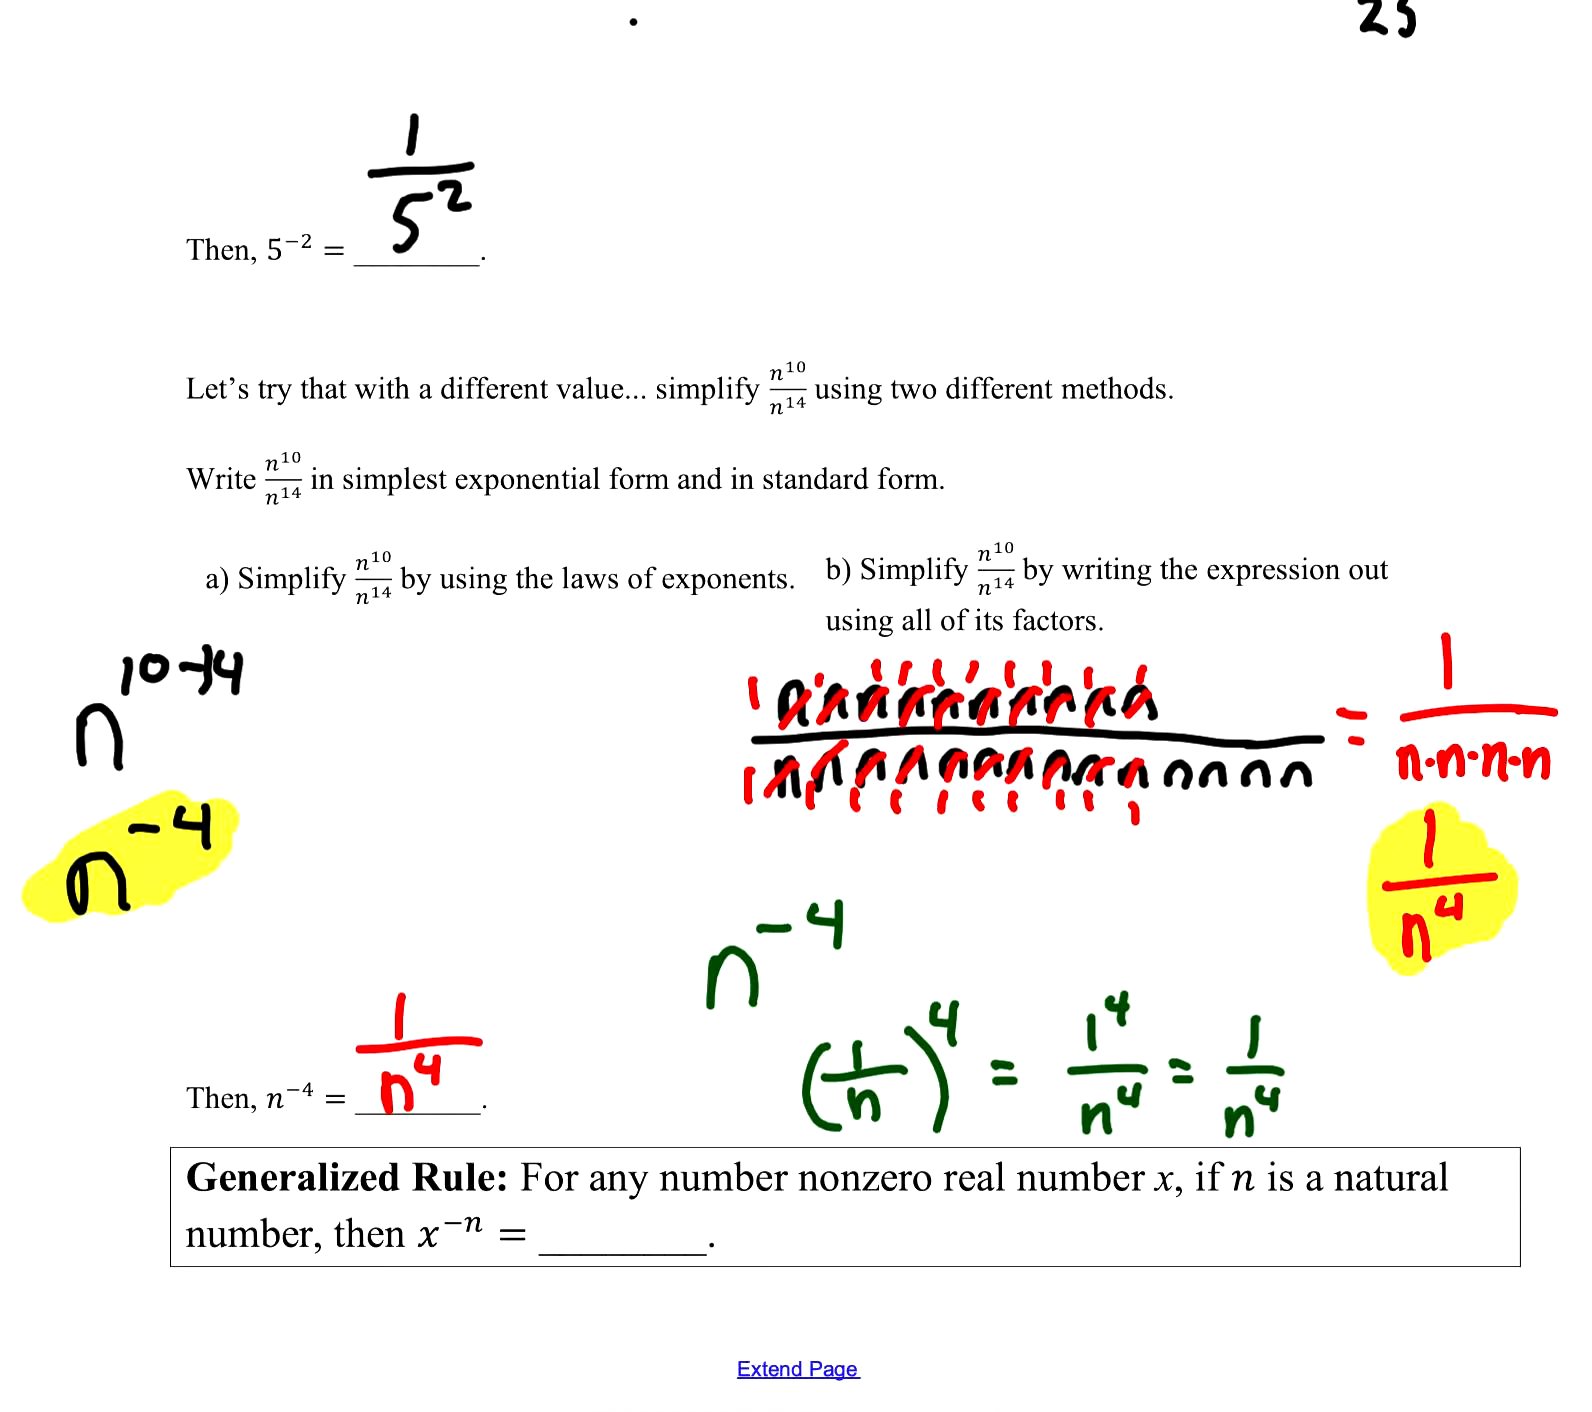 25
1
5²
Then, 5⁻² = ________.
Let’s try that with a different value... simplify n¹⁰/n¹⁴ using two different methods.
Write n¹⁰/n¹⁴ in simplest exponential form and in standard form.
a) Simplify n¹⁰/n¹⁴ by using the laws of exponents.
b) Simplify n¹⁰/n¹⁴ by writing the expression out
using all of its factors.
n¹⁰⁻¹⁴
n⁻⁴
1 n n n n n n n n n n / 1 n n n n n n n n n n n n n n = 1/n·n·n·n
1/n⁴
n⁻⁴
(1/n)⁴ = 1⁴/n⁴ = 1/n⁴
Then, n⁻⁴ = 1/n⁴.
Generalized Rule: For any number nonzero real number x, if n is a natural
number, then x⁻ⁿ = ________.
Extend Page